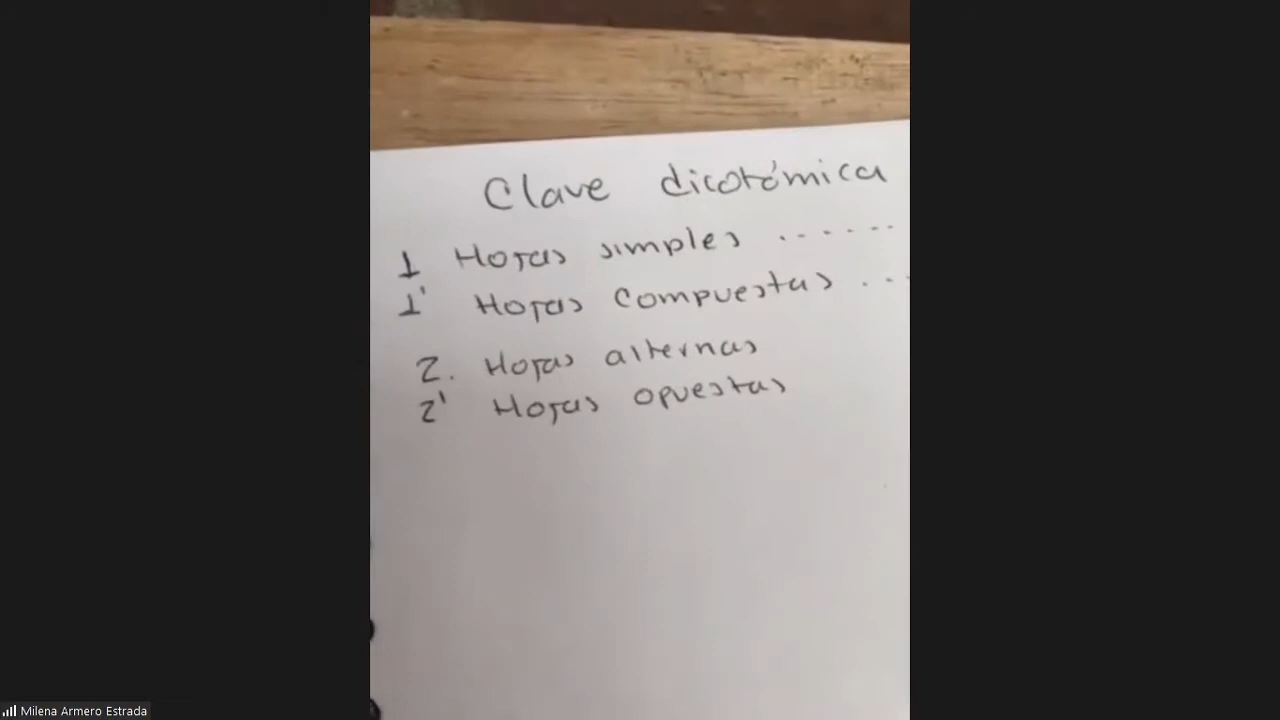 Clave dicotómica
1 Hojas simples ......
1' Hojas compuestas ...
2. Hojas alternas
2' Hojas opuestas
Milena Armero Estrada